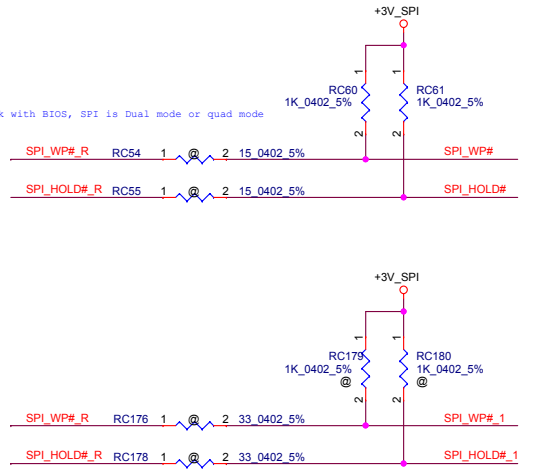 +3V_SPI
1 1
RC60 RC61
1K_0402_5% 1K_0402_5%
with BIOS, SPI is Dual mode or quad mode
2 2
SPI_WP#_R RC54 1 @ 2 15_0402_5% SPI_WP#
SPI_HOLD#_R RC55 1 @ 2 15_0402_5% SPI_HOLD#
+3V_SPI
1 1
RC179 RC180
1K_0402_5% 1K_0402_5%
@ @
2 2
SPI_WP#_R RC176 1 @ 2 33_0402_5% SPI_WP#_1
SPI_HOLD#_R RC178 1 @ 2 33_0402_5% SPI_HOLD#_1